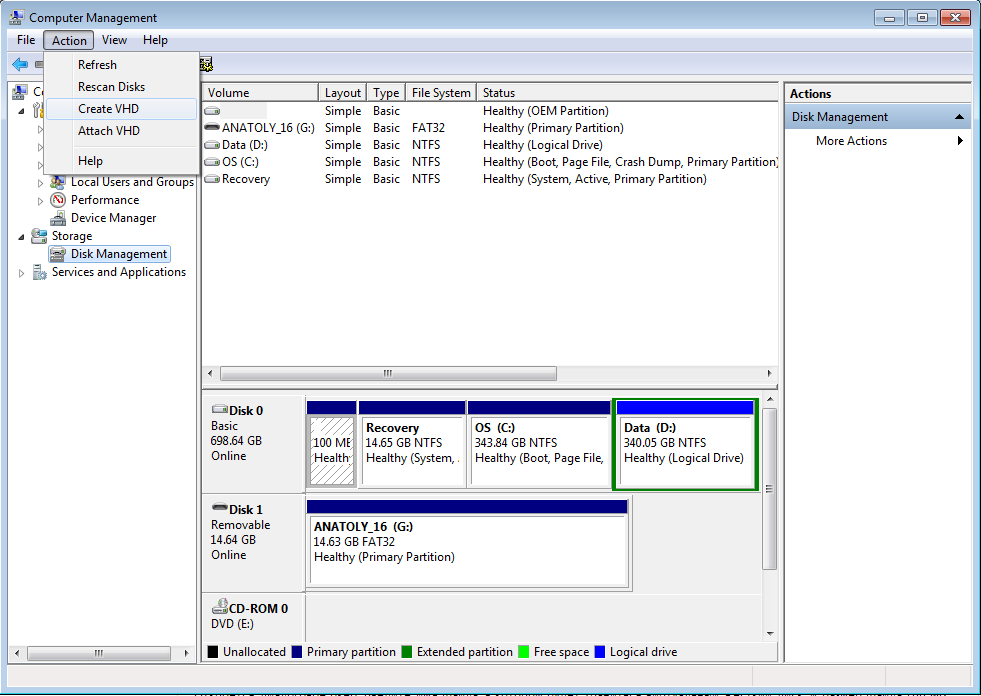 Computer Management
File Action View Help
Refresh
Rescan Disks
Create VHD
Attach VHD
Help
Local Users and Groups
Performance
Device Manager
Storage
Disk Management
Services and Applications
Volume Layout Type File System Status
Simple Basic Healthy (OEM Partition)
ANATOLY_16 (G:) Simple Basic FAT32 Healthy (Primary Partition)
Data (D:) Simple Basic NTFS Healthy (Logical Drive)
OS (C:) Simple Basic NTFS Healthy (Boot, Page File, Crash Dump, Primary Partition)
Recovery Simple Basic NTFS Healthy (System, Active, Primary Partition)
Disk 0
Basic
698.64 GB
Online
100 MB
Healthy
Recovery
14.65 GB NTFS
Healthy (System,
OS (C:)
343.84 GB NTFS
Healthy (Boot, Page File,
Data (D:)
340.05 GB NTFS
Healthy (Logical Drive)
Disk 1
Removable
14.64 GB
Online
ANATOLY_16 (G:)
14.63 GB FAT32
Healthy (Primary Partition)
CD-ROM 0
DVD (E:)
Unallocated Primary partition Extended partition Free space Logical drive
Actions
Disk Management
More Actions